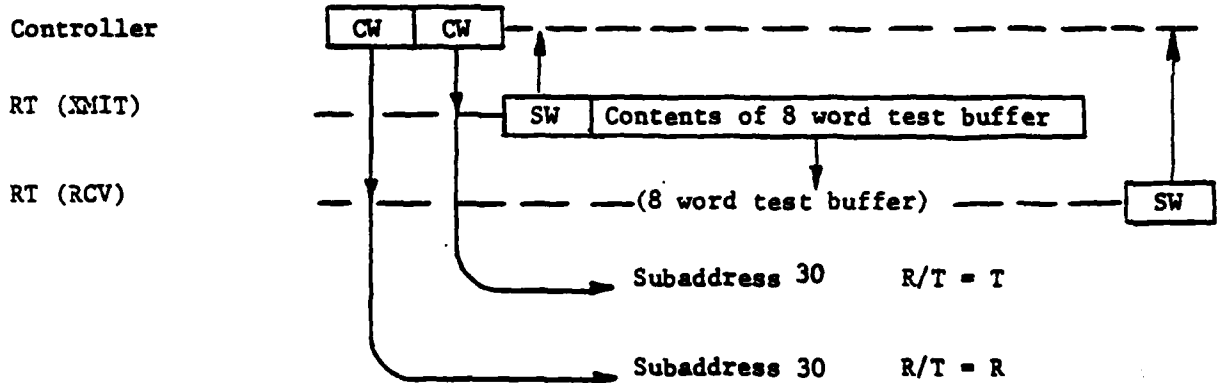 Controller CW CW
RT (XMIT) SW Contents of 8 word test buffer
RT (RCV) (8 word test buffer) SW
Subaddress 30 R/T = T
Subaddress 30 R/T = R